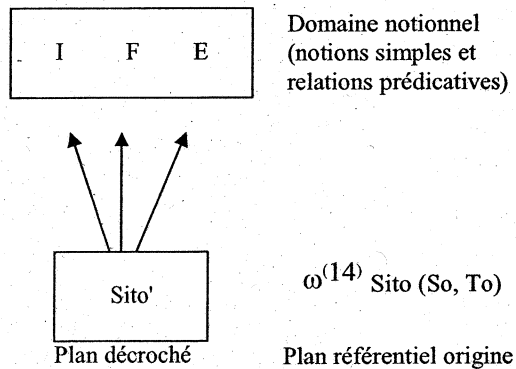 I F E
Domaine notionnel
(notions simples et
relations prédicatives)
Sito'
ω(14) Sito (So, To)
Plan décroché
Plan référentiel origine